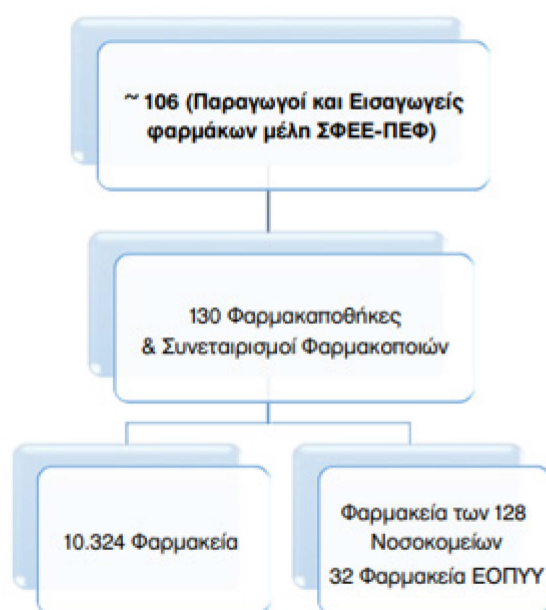 ~ 106 (Παραγωγοί και Εισαγωγείς
φαρμάκων μέλη ΣΦΕΕ-ΠΕΦ)
130 Φαρμακαποθήκες
& Συνεταιρισμοί Φαρμακοποιών
10.324 Φαρμακεία
Φαρμακεία των 128
Νοσοκομείων
32 Φαρμακεία ΕΟΠΥΥ